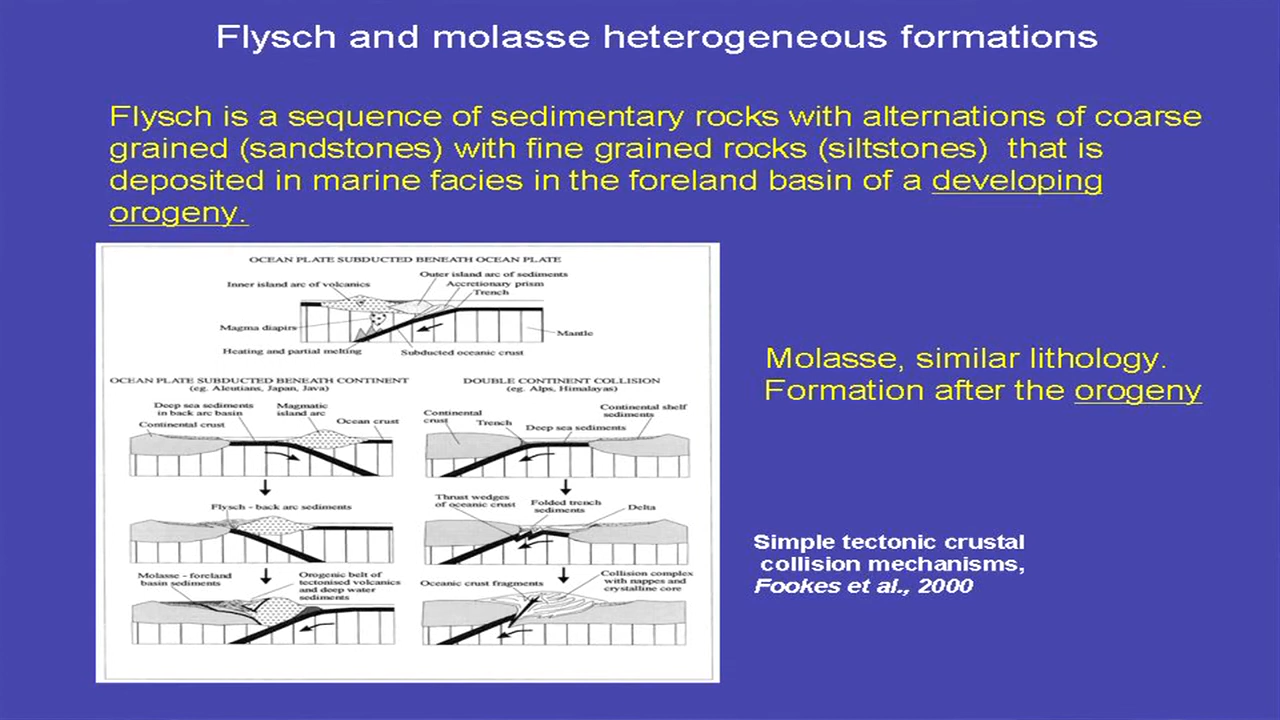 Flysch and molasse heterogeneous formations
Flysch is a sequence of sedimentary rocks with alternations of coarse
grained (sandstones) with fine grained rocks (siltstones) that is
deposited in marine facies in the foreland basin of a developing
orogeny.
OCEAN PLATE SUBDUCTED BENEATH OCEAN PLATE
Outer island arc of sediments
Inner island arc of volcanics
Accretionary prism
Trench
Magma diapirs
Mantle
Heating and partial melting
Subducted oceanic crust
OCEAN PLATE SUBDUCTED BENEATH CONTINENT
(eg. Aleutians, Japan, Java)
Deep sea sediments
in back arc basin
Magmatic
island arc
Continental crust
Ocean crust
Flysch - back arc sediments
Molasse - foreland
basin sediments
Orogenic belt of
tectonised volcanics
and deep water
sediments
DOUBLE CONTINENT COLLISION
(eg. Alps, Himalayas)
Continental
crust
Trench
Deep sea sediments
Continental shelf
sediments
Thrust wedges
of oceanic crust
Folded trench
sediments
Delta
Oceanic crust fragments
Collision complex
with nappes and
crystalline core
Molasse, similar lithology.
Formation after the orogeny
Simple tectonic crustal
collision mechanisms,
Fookes et al., 2000